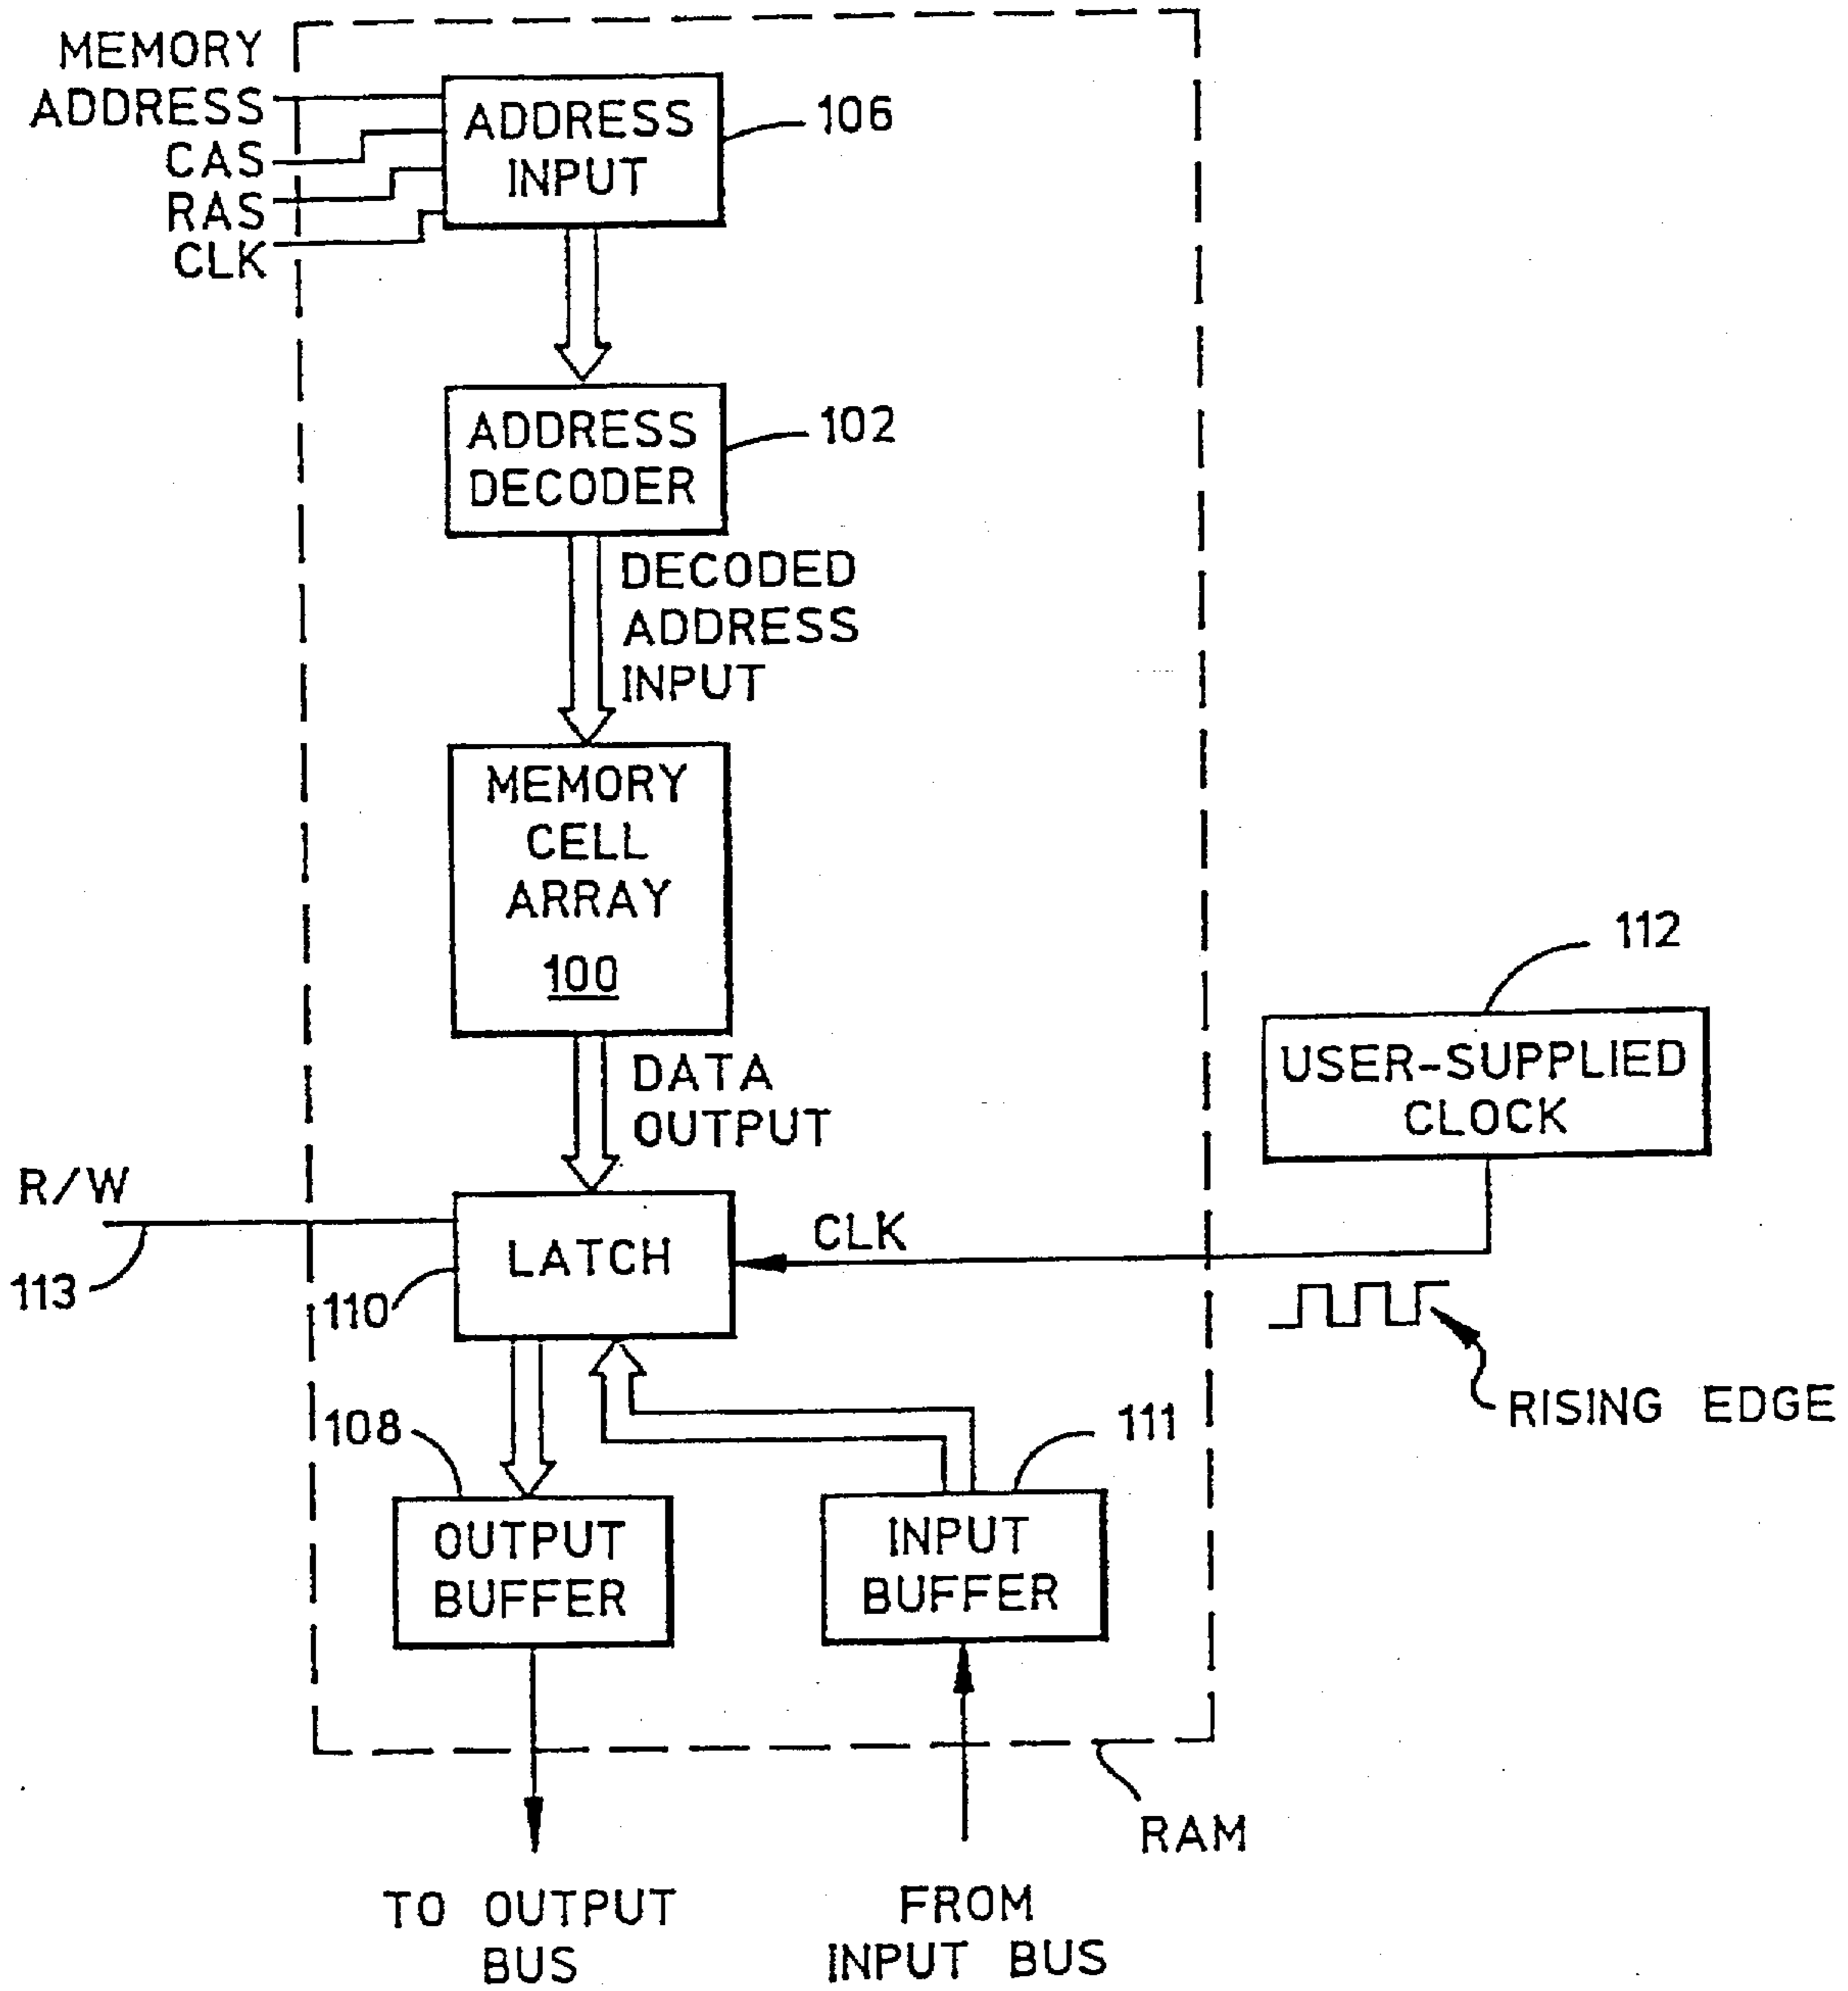 MEMORY
ADDRESS
CAS
RAS
CLK
ADDRESS
INPUT
106
ADDRESS
DECODER
102
DECODED
ADDRESS
INPUT
MEMORY
CELL
ARRAY
100
112
USER-SUPPLIED
CLOCK
DATA
OUTPUT
R/W
113
LATCH
110
CLK
RISING EDGE
108
111
OUTPUT
BUFFER
INPUT
BUFFER
RAM
TO OUTPUT
BUS
FROM
INPUT BUS